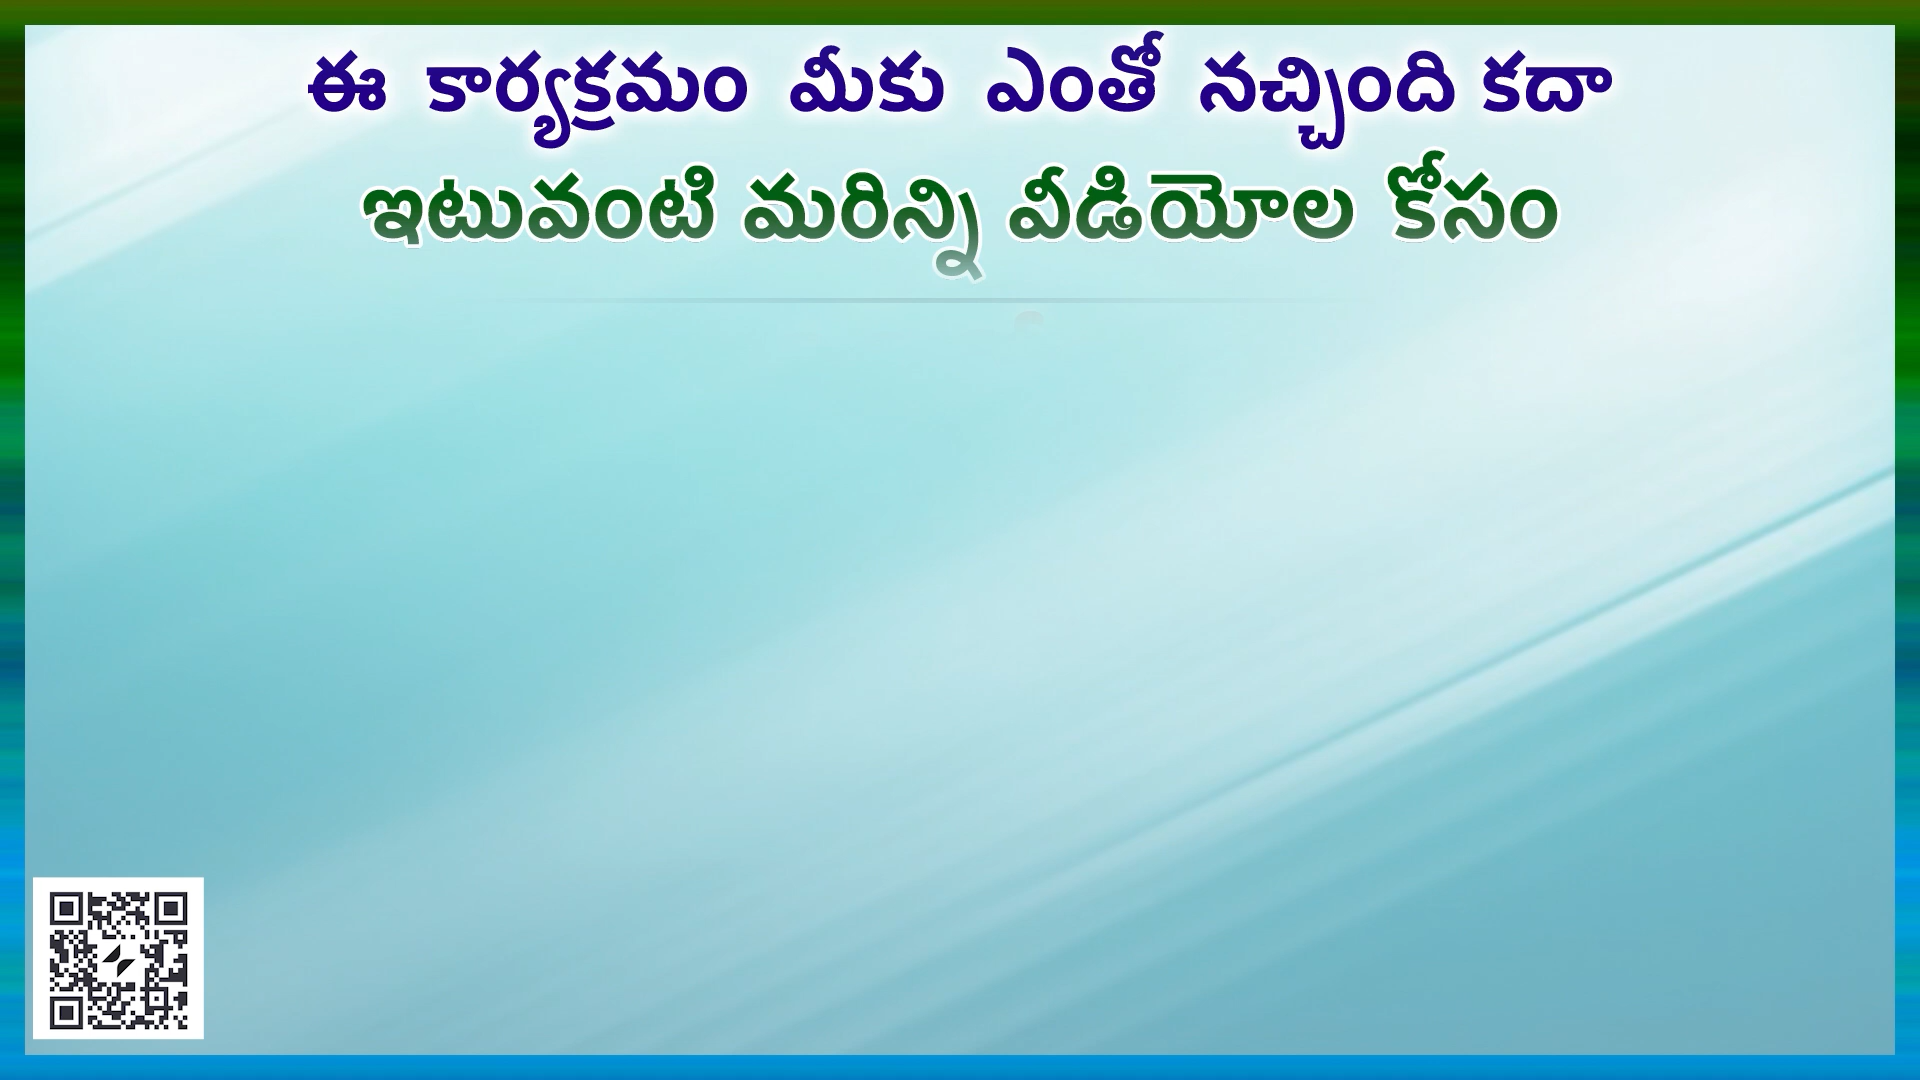 ఈ కార్యక్రమం మీకు ఎంతో నచ్చింది కదా
ఇటువంటి మరిన్ని వీడియోల కోసం